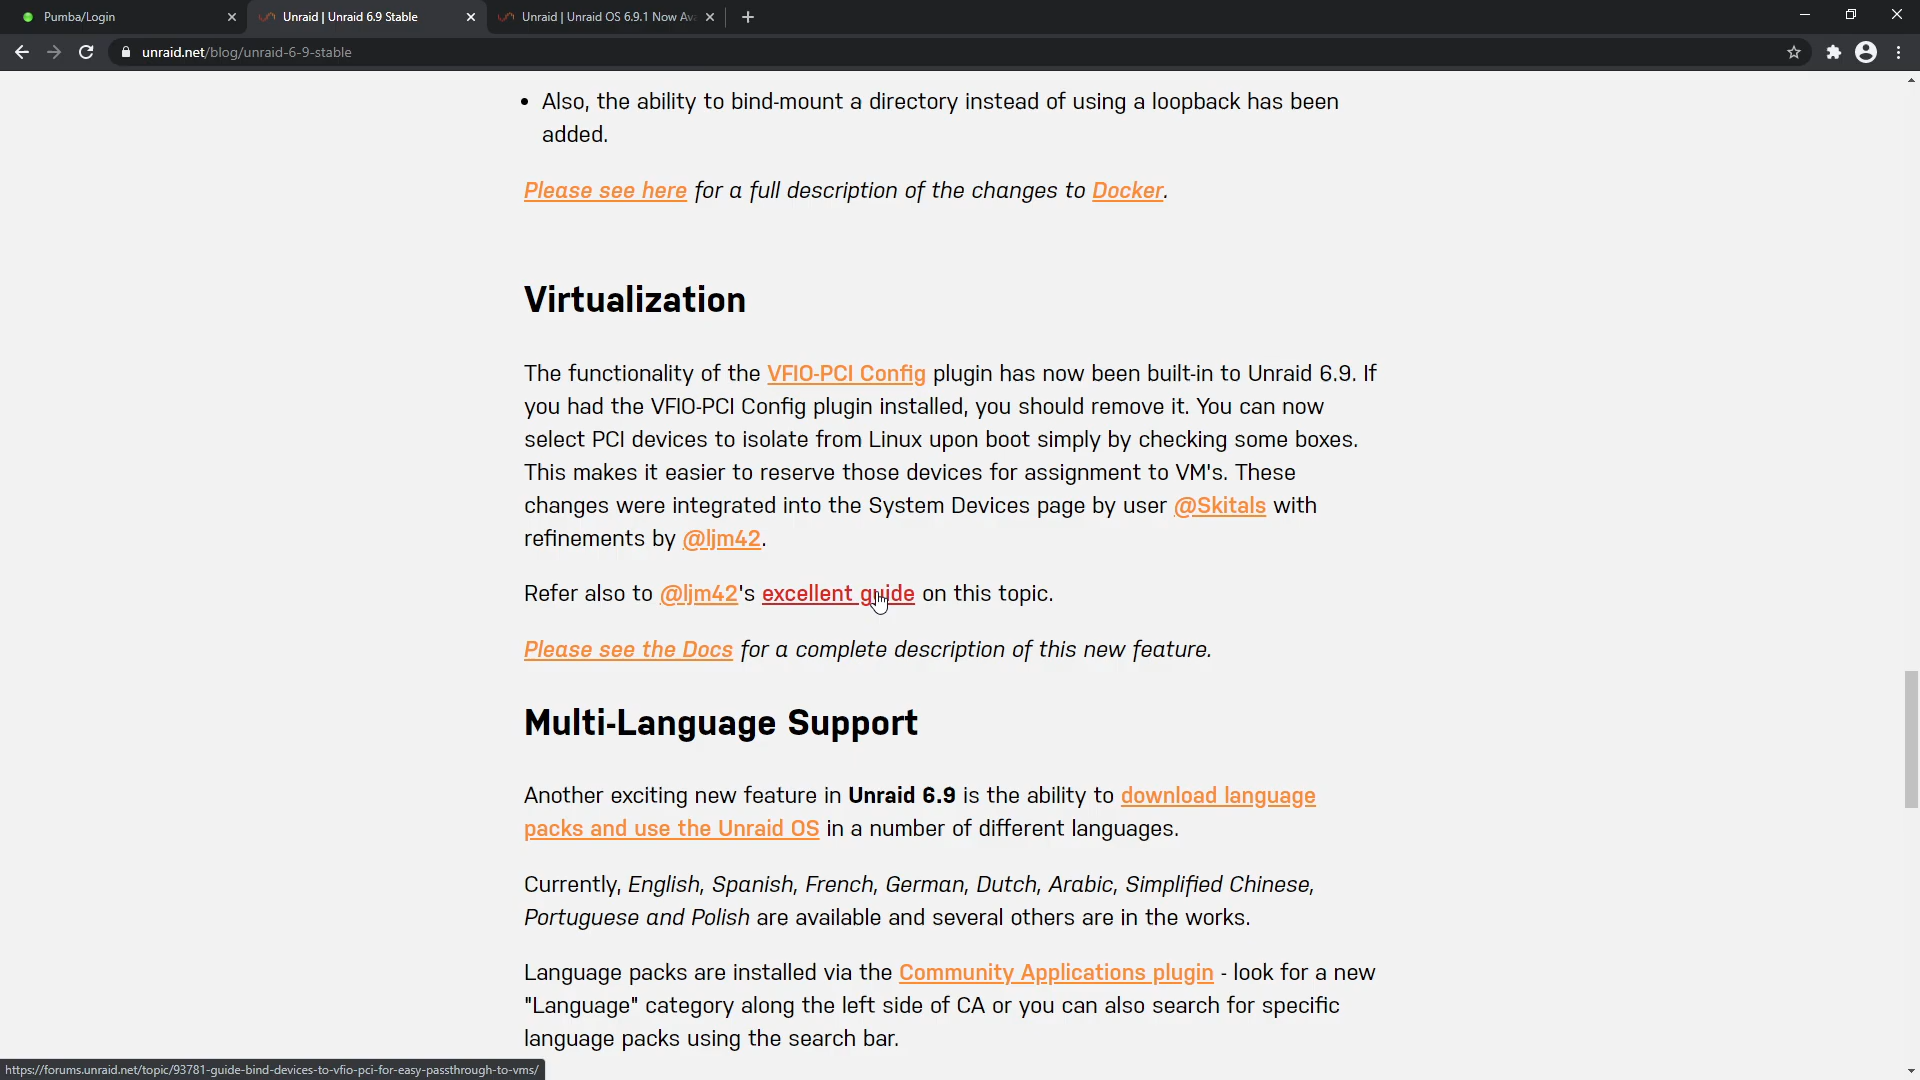 Pumba/Login
Unraid | Unraid 6.9 Stable
Unraid | Unraid OS 6.9.1 Now Av
unraid.net/blog/unraid-6-9-stable
• Also, the ability to bind-mount a directory instead of using a loopback has been
added.
Please see here for a full description of the changes to Docker.
Virtualization
The functionality of the VFIO-PCI Config plugin has now been built-in to Unraid 6.9. If
you had the VFIO-PCI Config plugin installed, you should remove it. You can now
select PCI devices to isolate from Linux upon boot simply by checking some boxes.
This makes it easier to reserve those devices for assignment to VM's. These
changes were integrated into the System Devices page by user @Skitals with
refinements by @ljm42.
Refer also to @ljm42's excellent guide on this topic.
Please see the Docs for a complete description of this new feature.
Multi-Language Support
Another exciting new feature in Unraid 6.9 is the ability to download language
packs and use the Unraid OS in a number of different languages.
Currently, English, Spanish, French, German, Dutch, Arabic, Simplified Chinese,
Portuguese and Polish are available and several others are in the works.
Language packs are installed via the Community Applications plugin - look for a new
"Language" category along the left side of CA or you can also search for specific
language packs using the search bar.
https://forums.unraid.net/topic/93781-guide-bind-devices-to-vfio-pci-for-easy-passthrough-to-vms/